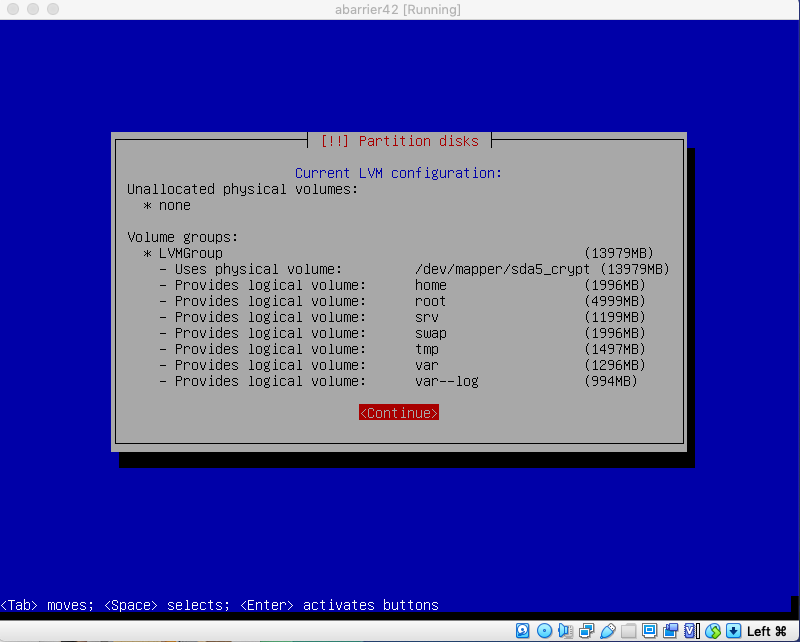 abarrier42 [Running]
[!!] Partition disks
Current LVM configuration:
Unallocated physical volumes:
* none
Volume groups:
* LVMGroup (13979MB)
- Uses physical volume: /dev/mapper/sda5_crypt (13979MB)
- Provides logical volume: home (1996MB)
- Provides logical volume: root (4999MB)
- Provides logical volume: srv (1199MB)
- Provides logical volume: swap (1996MB)
- Provides logical volume: tmp (1497MB)
- Provides logical volume: var (1296MB)
- Provides logical volume: var--log (994MB)
<Continue>
<Tab> moves; <Space> selects; <Enter> activates buttons
Left ⌘